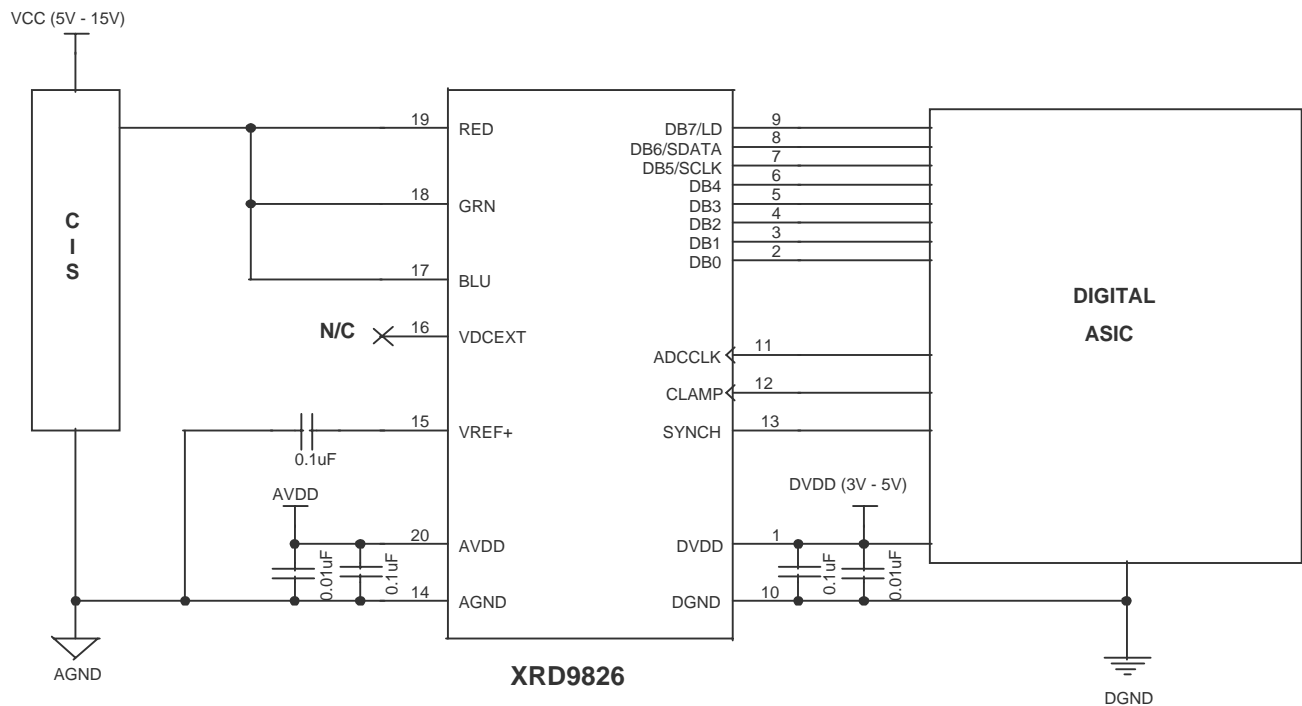 VCC (5V - 15V)
C
I
S
19 RED
18 GRN
17 BLU
N/C 16 VDCEXT
15 VREF+
0.1uF
AVDD
20 AVDD
0.01uF
0.1uF
14 AGND
AGND
DB7/LD 9
DB6/SDATA 8
DB5/SCLK 7
DB4 6
DB3 5
DB2 4
DB1 3
DB0 2
ADCCLK 11
CLAMP 12
SYNCH 13
DVDD (3V - 5V)
DVDD 1
0.1uF
0.01uF
DGND 10
XRD9826
DIGITAL
ASIC
DGND